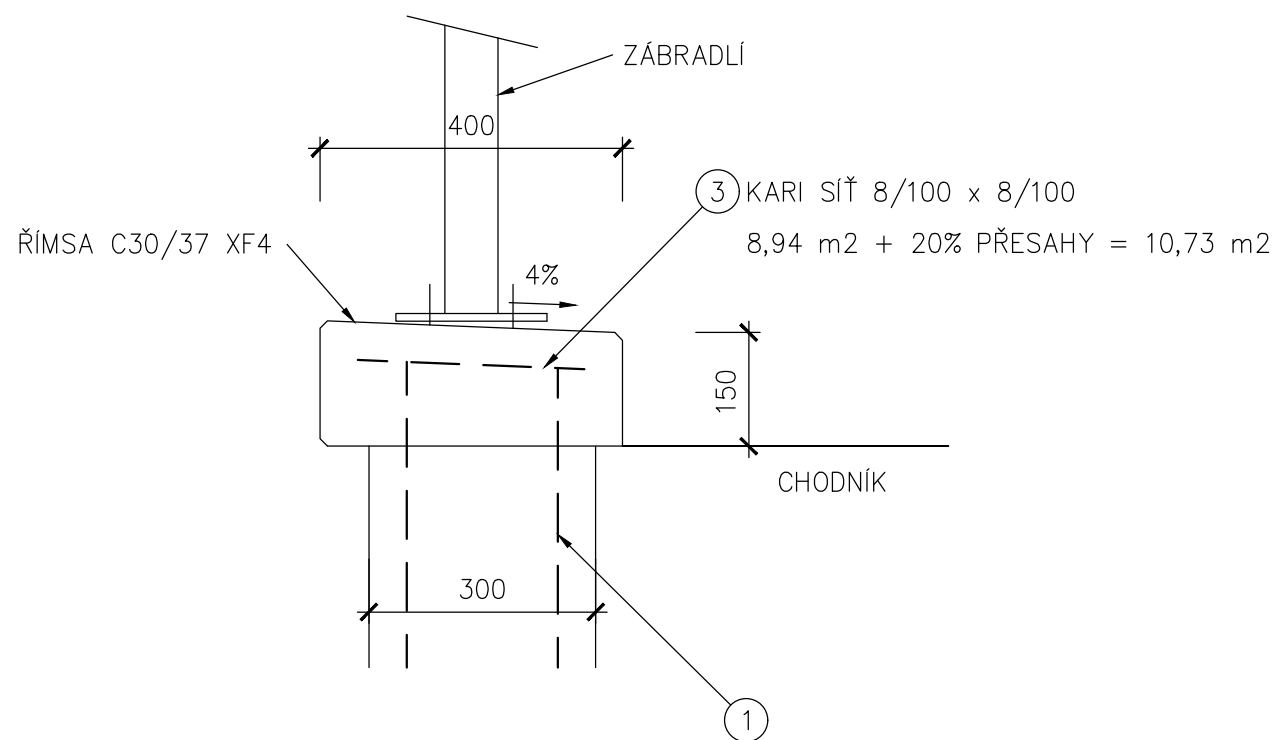 ZÁBRADLÍ
400
3 KARI SÍŤ 8/100 x 8/100
8,94 m2 + 20% PŘESAHY = 10,73 m2
ŘÍMSA C30/37 XF4
4%
150
CHODNÍK
300
1